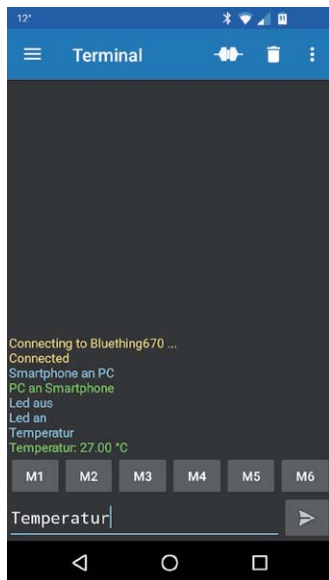 12°
Terminal
Connecting to Bluething670 ...
Connected
Smartphone an PC
PC an Smartphone
Led aus
Led an
Temperatur
Temperatur: 27.00 °C
M1 M2 M3 M4 M5 M6
Temperatur